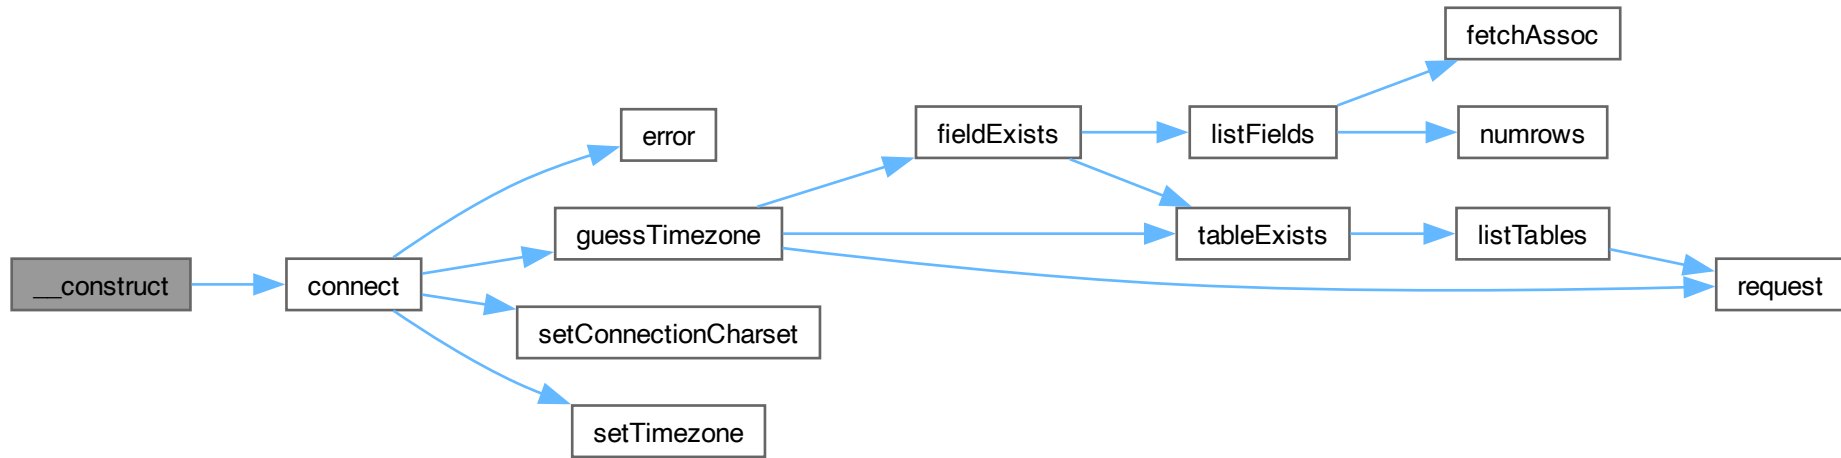 __construct
connect
error
guessTimezone
setConnectionCharset
setTimezone
fieldExists
tableExists
listFields
listTables
fetchAssoc
numrows
request